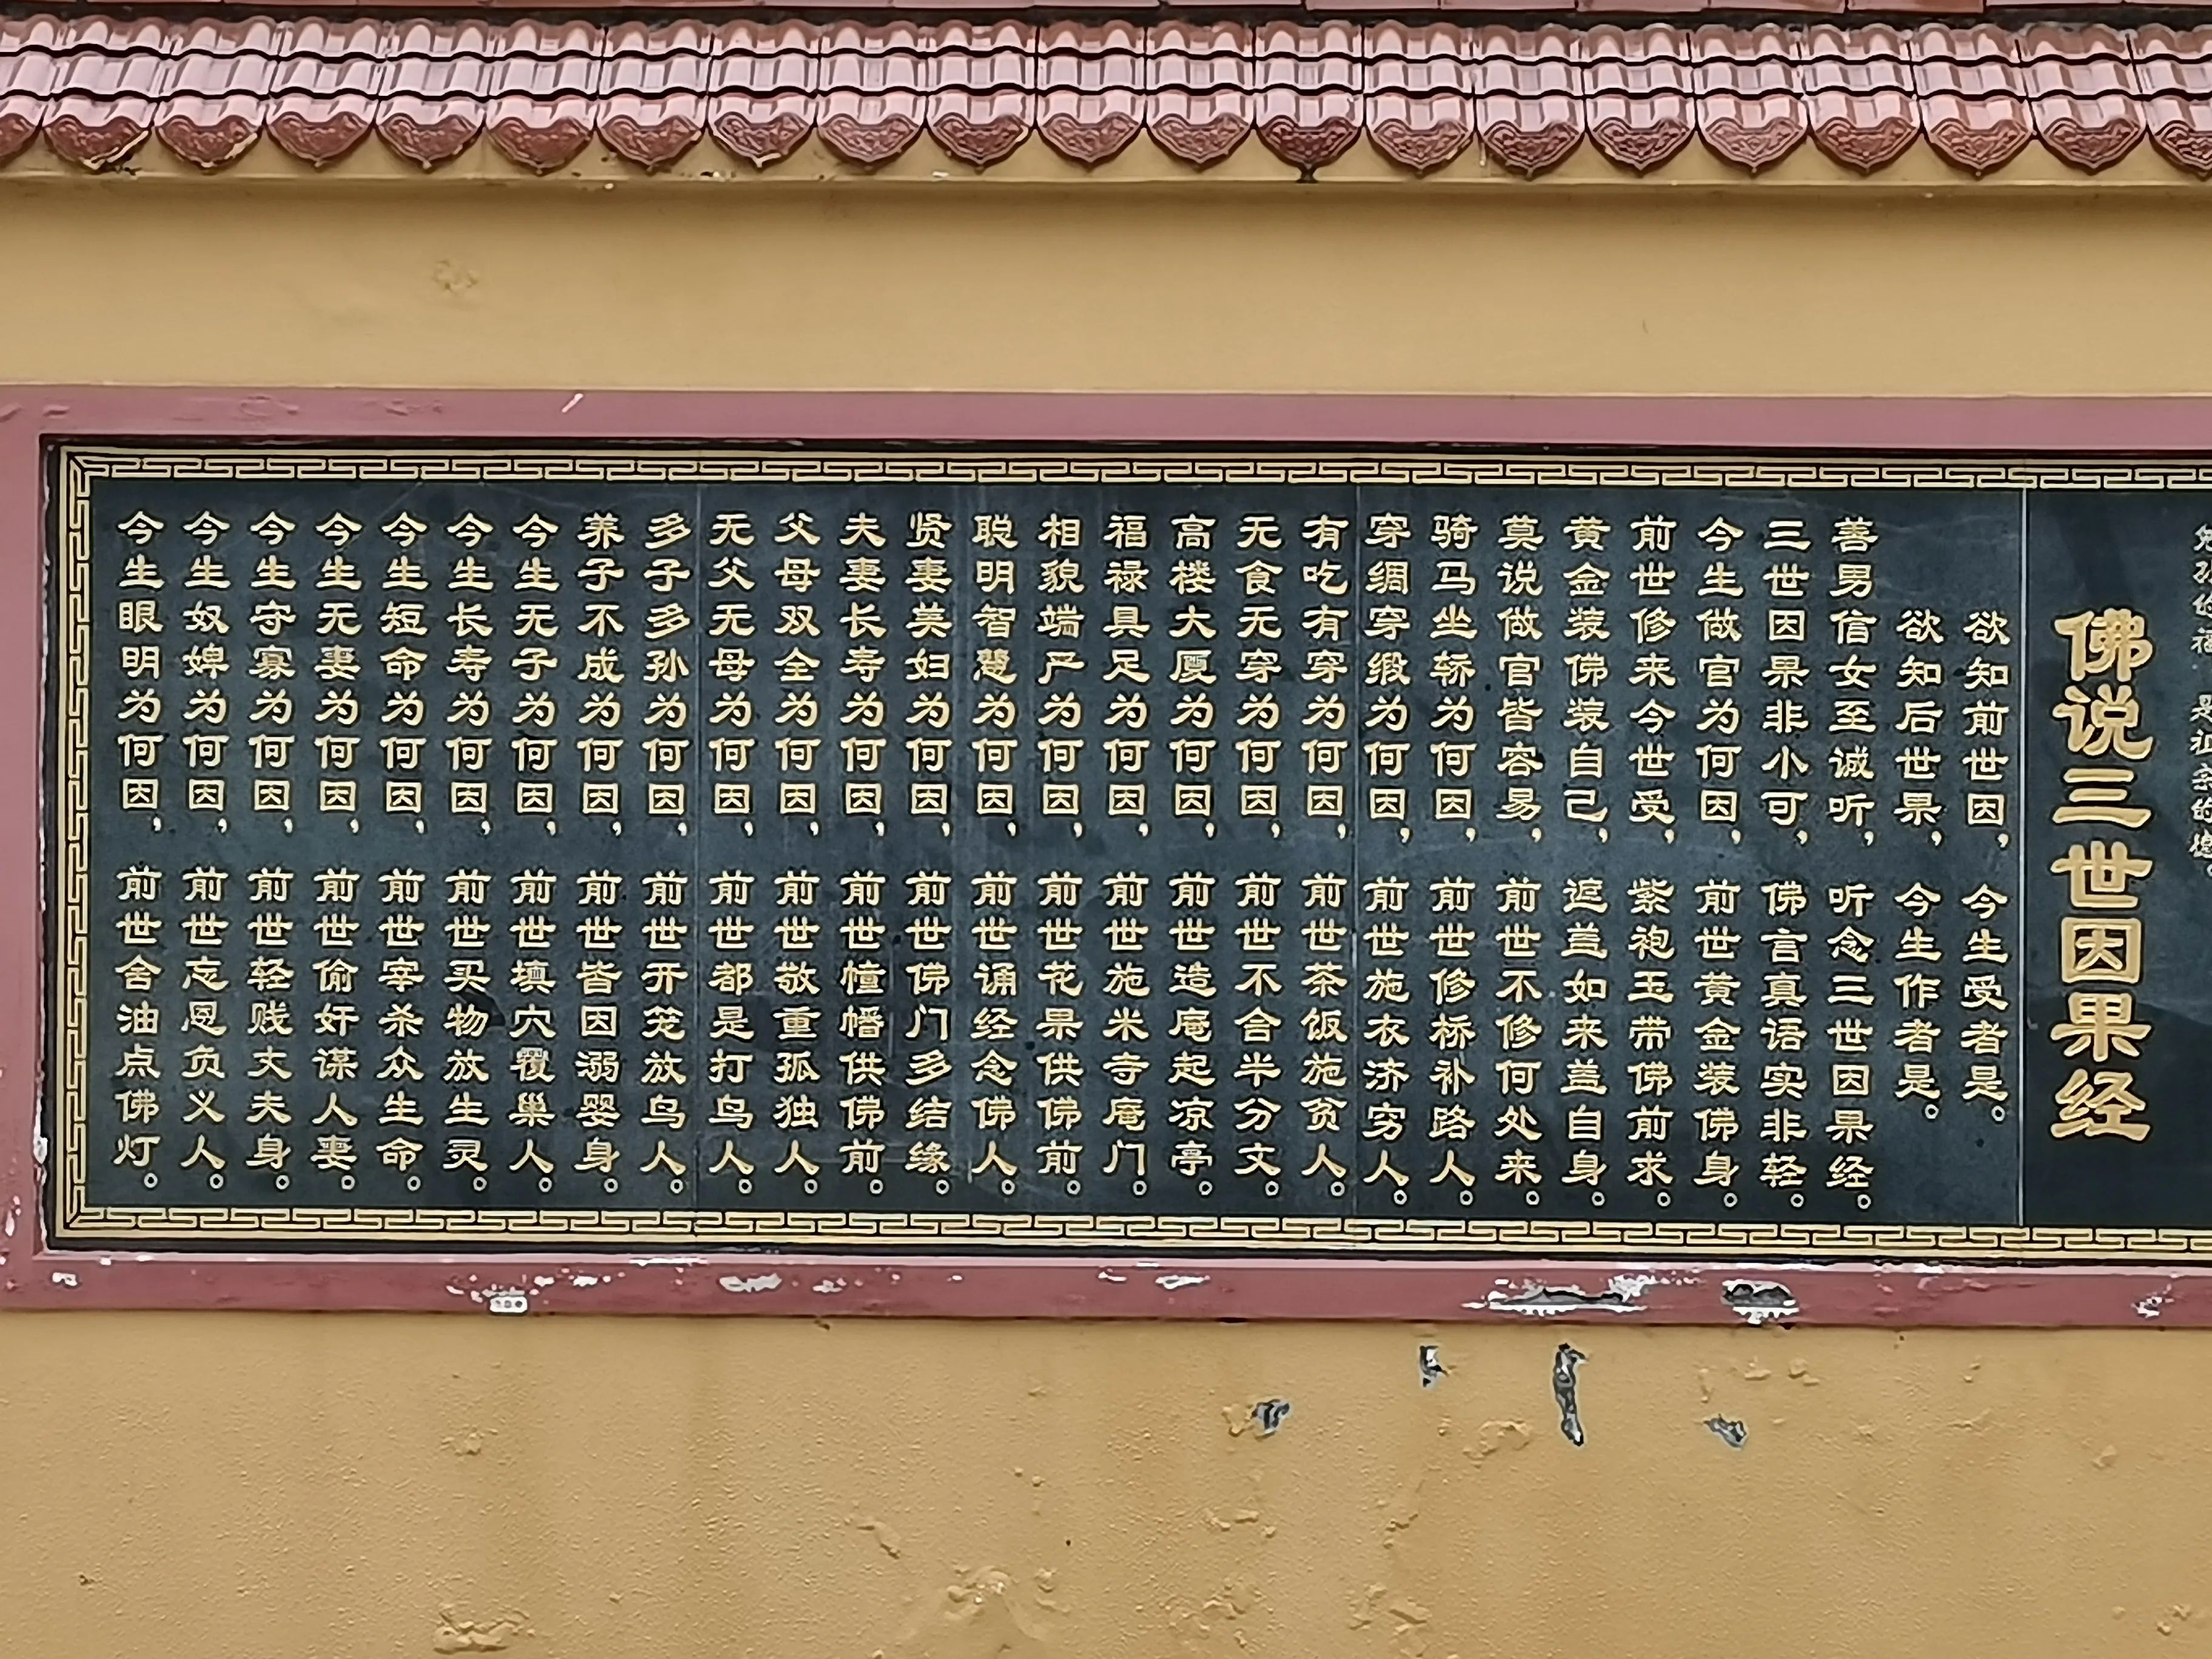 佛说三世因果经
欲知前世因，今生受者是。
欲知后世果，今生作者是。
善男信女至诚听，听念三世因果经。
三世因果非小可，佛言真语实非轻。
今生做官为何因，前世黄金装佛身。
前世修来今世受，紫袍玉带佛前求。
黄金装佛装自己，遮盖如来盖自身。
莫说做官皆容易，前世不修何处来。
骑马坐轿为何因，前世修桥补路人。
穿绸穿缎为何因，前世施衣济穷人。
有吃有穿为何因，前世茶饭施贫人。
无食无穿为何因，前世不舍半分文。
高楼大厦为何因，前世造庵起凉亭。
福禄具足为何因，前世施米寺庵门。
相貌端严为何因，前世花果供佛前。
聪明智慧为何因，前世诵经念佛人。
贤妻美妇为何因，前世佛门多结缘。
夫妻长寿为何因，前世幢幡供佛前。
父母双全为何因，前世敬重孤独人。
无父无母为何因，前世都是打鸟人。
多子多孙为何因，前世开笼放鸟人。
养子不成为何因，前世皆因溺婴身。
今生无子为何因，前世填穴覆巢人。
今生长寿为何因，前世买物放生灵。
今生短命为何因，前世宰杀众生命。
今生无妻为何因，前世偷奸谋人妻。
今生守寡为何因，前世轻贱丈夫身。
今生奴婢为何因，前世忘恩负义人。
今生眼明为何因，前世舍油点佛灯。